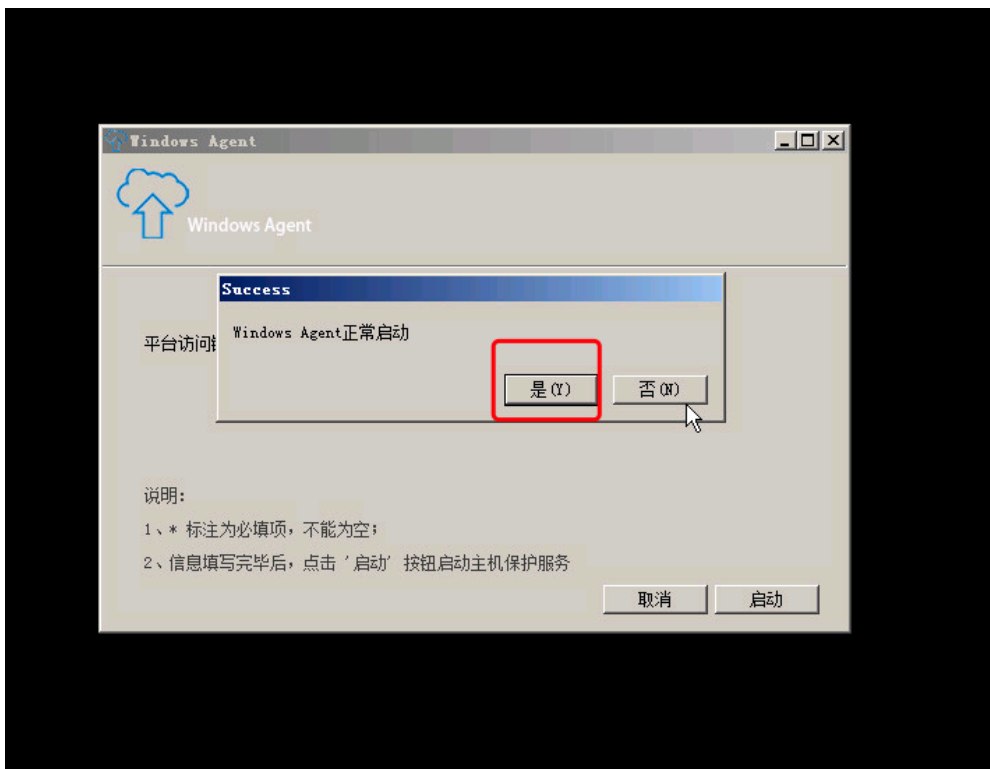 Windows Agent
Windows Agent
Success
Windows Agent正常启动
平台访问
是(Y)
否(N)
说明:
1、* 标注为必填项，不能为空；
2、信息填写完毕后，点击‘启动’按钮启动主机保护服务
取消
启动